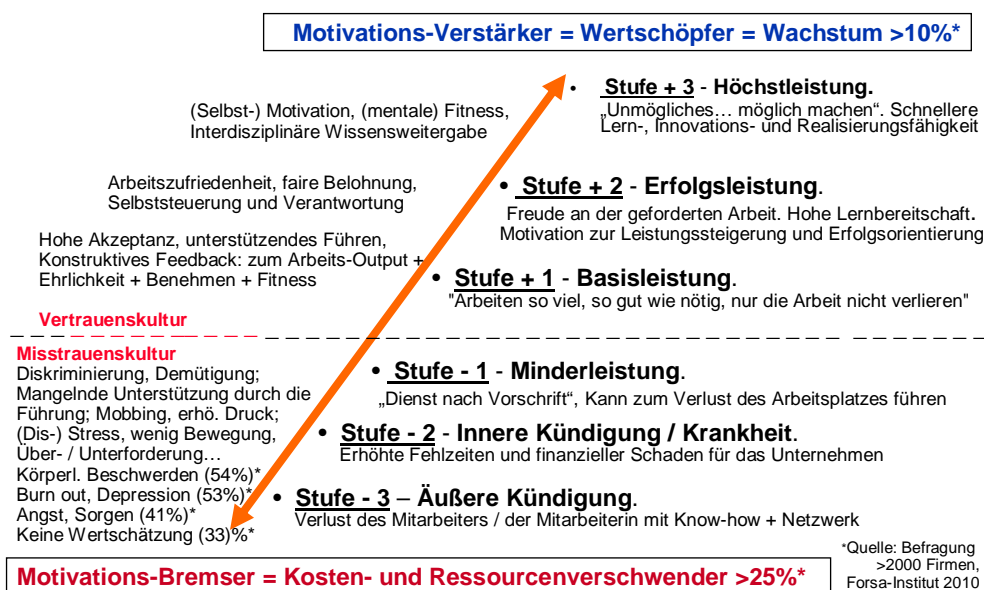 Motivations-Verstärker = Wertschöpfer = Wachstum >10%*
• Stufe + 3 - Höchstleistung.
„Unmögliches… möglich machen“. Schnellere
Lern-, Innovations- und Realisierungsfähigkeit
(Selbst-) Motivation, (mentale) Fitness,
Interdisziplinäre Wissensweitergabe
Arbeitszufriedenheit, faire Belohnung,
Selbststeuerung und Verantwortung
• Stufe + 2 - Erfolgsleistung.
Freude an der geforderten Arbeit. Hohe Lernbereitschaft.
Motivation zur Leistungssteigerung und Erfolgsorientierung
Hohe Akzeptanz, unterstützendes Führen,
Konstruktives Feedback: zum Arbeits-Output +
Ehrlichkeit + Benehmen + Fitness
• Stufe + 1 - Basisleistung.
"Arbeiten so viel, so gut wie nötig, nur die Arbeit nicht verlieren"
Vertrauenskultur
Misstrauenskultur
Diskriminierung, Demütigung;
Mangelnde Unterstützung durch die
Führung; Mobbing, erhö. Druck;
(Dis-) Stress, wenig Bewegung,
Über- / Unterforderung…
Körperl. Beschwerden (54%)*
Burn out, Depression (53%)*
Angst, Sorgen (41%)*
Keine Wertschätzung (33)%*
• Stufe - 1 - Minderleistung.
„Dienst nach Vorschrift“, Kann zum Verlust des Arbeitsplatzes führen
• Stufe - 2 - Innere Kündigung / Krankheit.
Erhöhte Fehlzeiten und finanzieller Schaden für das Unternehmen
• Stufe - 3 – Äußere Kündigung.
Verlust des Mitarbeiters / der Mitarbeiterin mit Know-how + Netzwerk
Motivations-Bremser = Kosten- und Ressourcenverschwender >25%*
*Quelle: Befragung
>2000 Firmen,
Forsa-Institut 2010